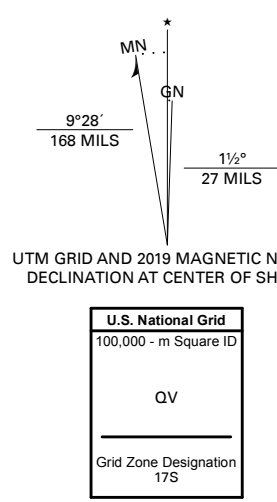 ★
MN
GN
9°28´
168 MILS
1½°
27 MILS
UTM GRID AND 2019 MAGNETIC N
DECLINATION AT CENTER OF SH
U.S. National Grid
100,000 - m Square ID
QV
Grid Zone Designation
17S